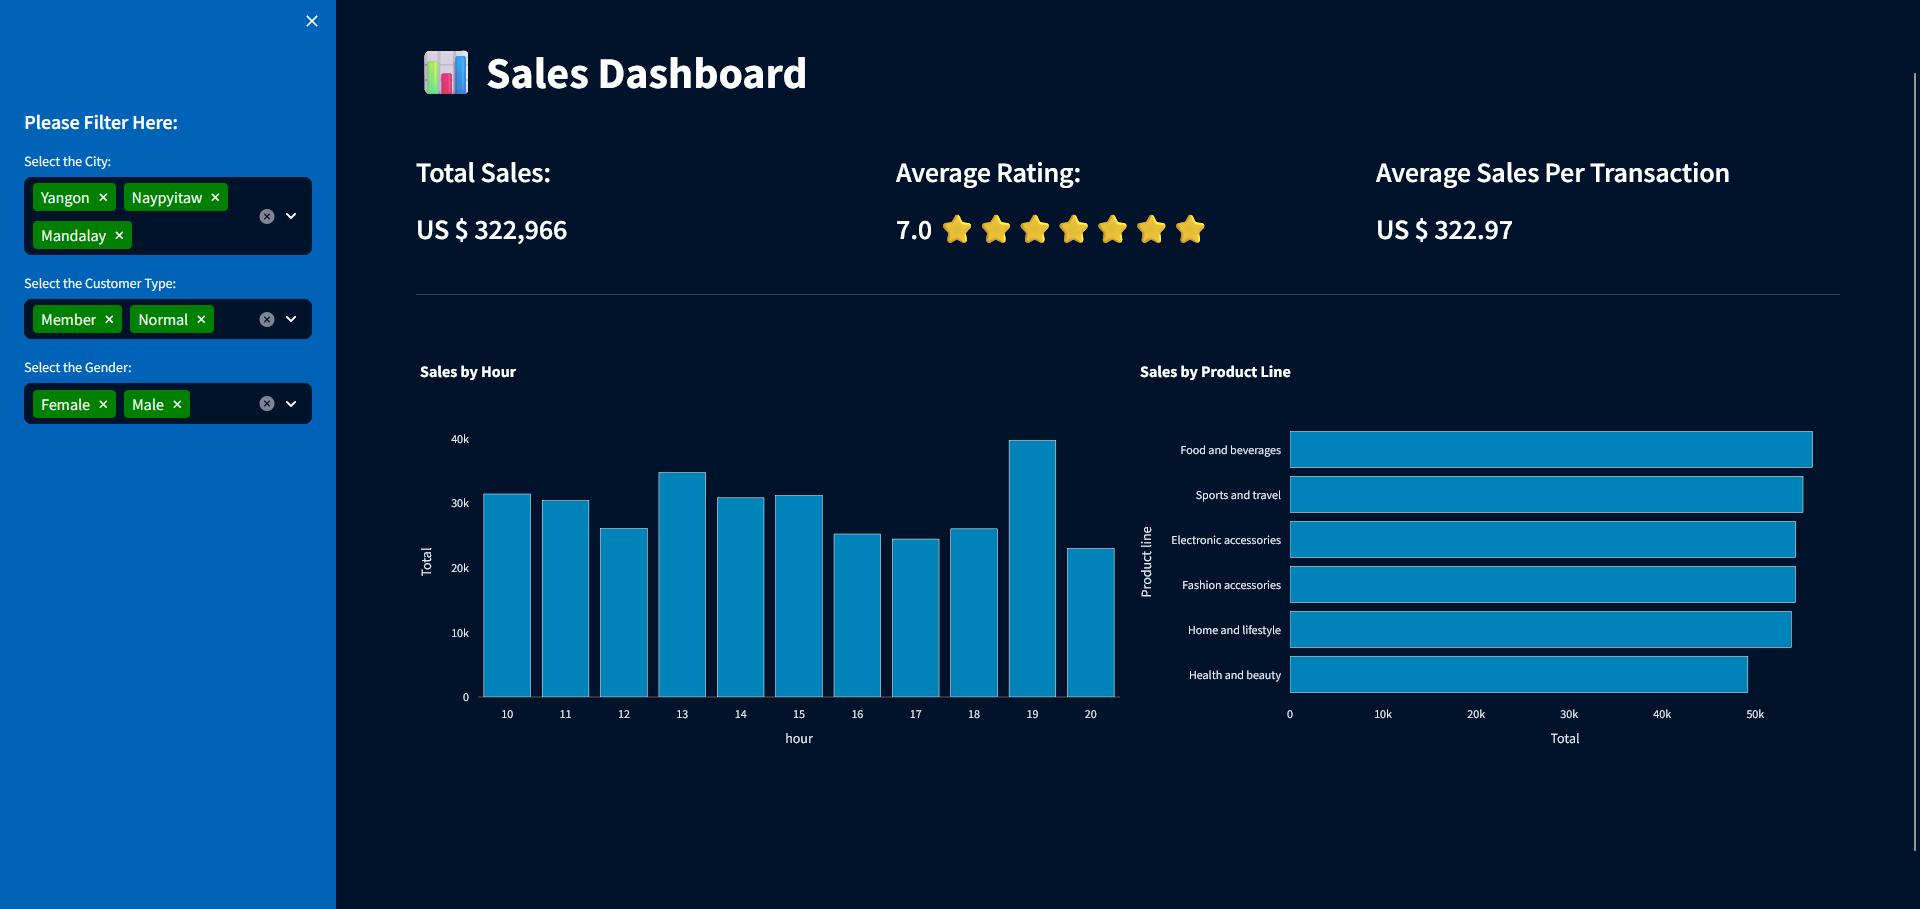 Please Filter Here:
Select the City:
Yangon
Naypyitaw
Mandalay
Select the Customer Type:
Member
Normal
Select the Gender:
Female
Male
Sales Dashboard
Total Sales:
US $ 322,966
Average Rating:
7.0
Average Sales Per Transaction
US $ 322.97
Sales by Hour
Total
40k
30k
20k
10k
0
10 11 12 13 14 15 16 17 18 19 20
hour
Sales by Product Line
Product line
Food and beverages
Sports and travel
Electronic accessories
Fashion accessories
Home and lifestyle
Health and beauty
0 10k 20k 30k 40k 50k
Total